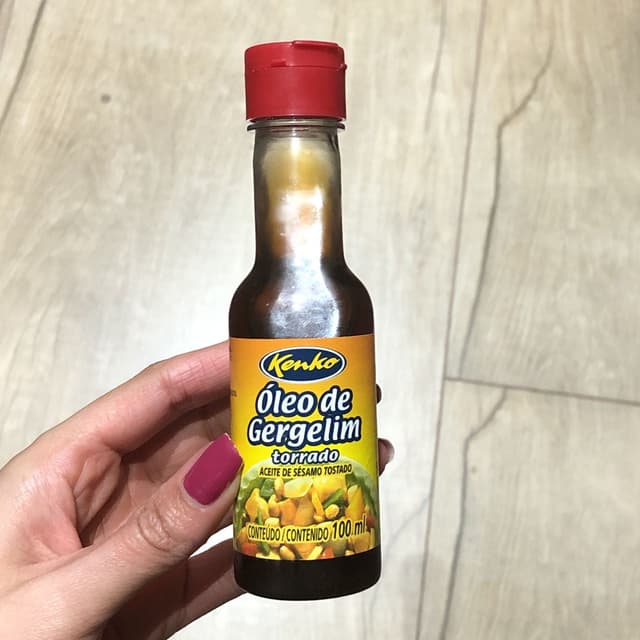 Kenko
Óleo de
Gergelim
torrado
ACEITE DE SÉSAMO TOSTADO
CONTEÚDO / CONTENIDO 100 ml